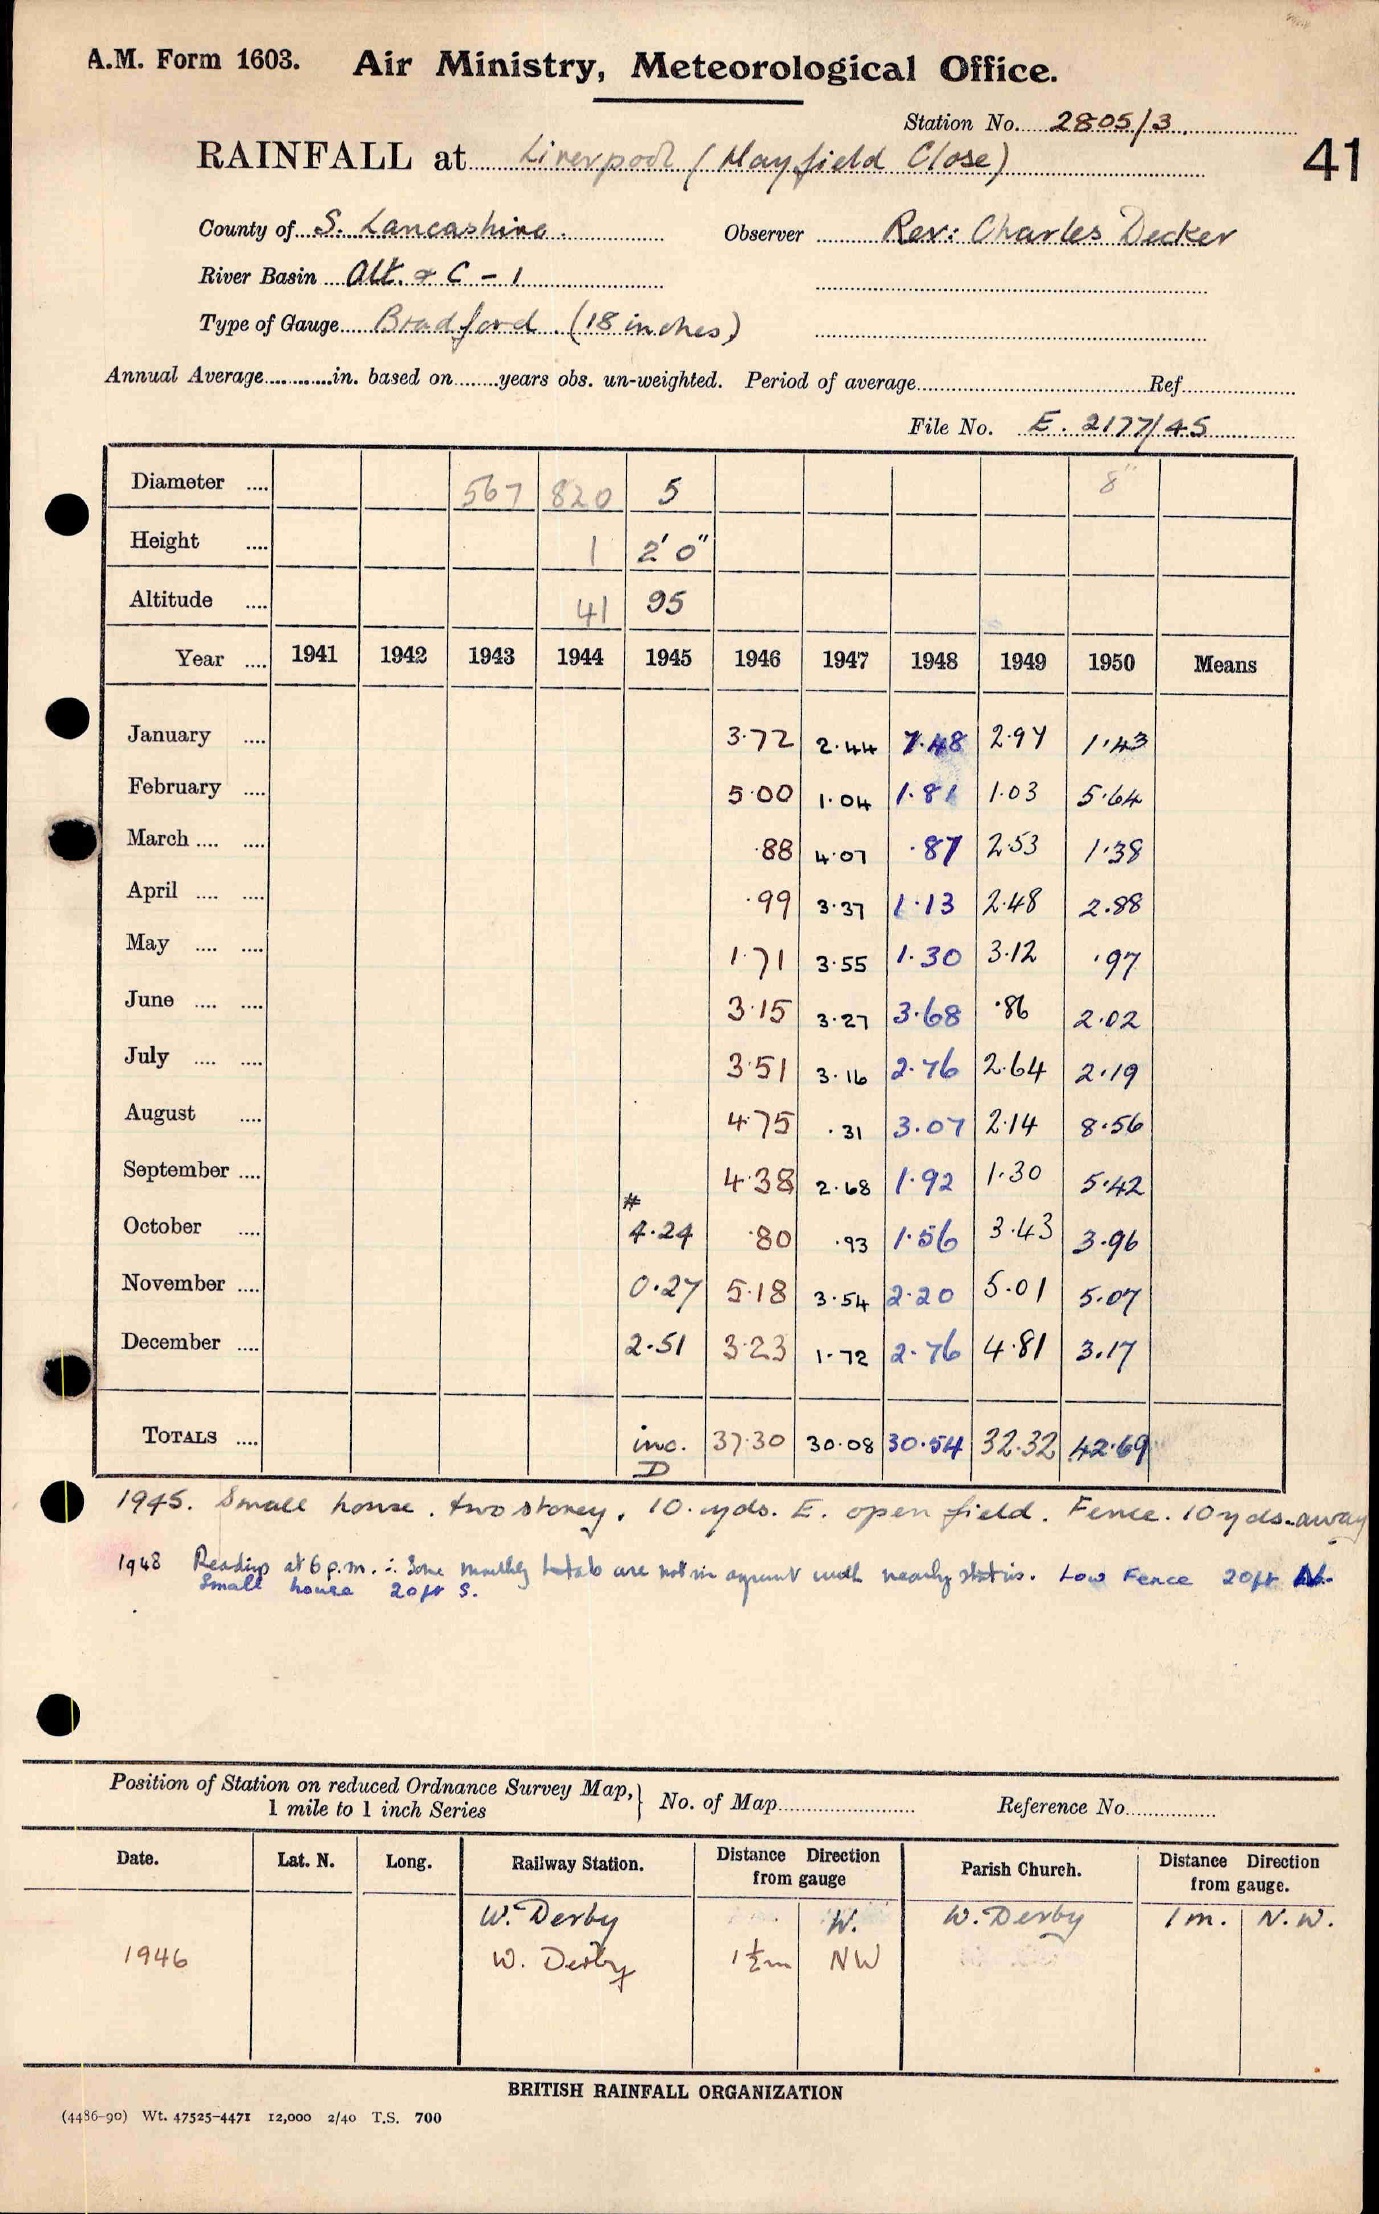 A.M. Form 1603. Air Ministry, Meteorological Office.
Station No. 2805/3.
RAINFALL at Liverpool (Mayfield Close)
41
County of S. Lancashire. Observer Rev: Charles Decker
River Basin Alt. & C - 1
Type of Gauge Bradford. (18 inches)
Annual Average............in. based on........years obs. un-weighted. Period of average........ Ref........
File No. E. 2177/45
Diameter .... 567 820 5 8"
Height .... 1 2' 0"
Altitude .... 41 95
Year .... 1941 1942 1943 1944 1945 1946 1947 1948 1949 1950 Means
January .... 3.72 2.44 7.48 2.97 1.43
February .... 5.00 1.04 1.81 1.03 5.64
March .... .... .88 4.07 .87 2.53 1.38
April .... .... .99 3.37 1.13 2.48 2.88
May .... .... 1.71 3.55 1.30 3.12 .97
June .... .... 3.15 3.27 3.68 .86 2.02
July .... .... 3.51 3.16 2.76 2.64 2.19
August .... 4.75 .31 3.07 2.14 8.56
September .... 4.38 2.68 1.92 1.30 5.42
#
October .... 4.24 .80 .93 1.56 3.43 3.96
November .... 0.27 5.18 3.54 2.20 5.01 5.07
December .... 2.51 3.23 1.72 2.76 4.81 3.17
TOTALS .... inc. 37.30 30.08 30.54 32.32 42.69
D
1945. Small house. two storey. 10.yds. E. open field. Fence. 10yds.away
1948 Readings at 6 p.m. ∴ Some monthly totals are not in agreement with nearby stations. Low Fence 20ft N.
Small house 20ft S.
Position of Station on reduced Ordnance Survey Map, 1 mile to 1 inch Series } No. of Map........ Reference No........
Date. Lat. N. Long. Railway Station. Distance Direction from gauge Parish Church. Distance Direction from gauge.
W. Derby W. W. Derby 1 m. N.W.
1946 W. Derby 1½m NW
BRITISH RAINFALL ORGANIZATION
(4486-90) Wt. 47525-4471 12,000 2/40 T.S. 700